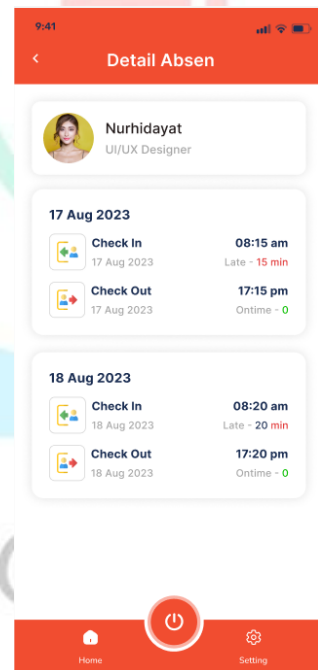 9:41
Detail Absen
Nurhidayat
UI/UX Designer
17 Aug 2023
Check In 08:15 am
17 Aug 2023 Late - 15 min
Check Out 17:15 pm
17 Aug 2023 Ontime - 0
18 Aug 2023
Check In 08:20 am
18 Aug 2023 Late - 20 min
Check Out 17:20 pm
18 Aug 2023 Ontime - 0
Home Setting